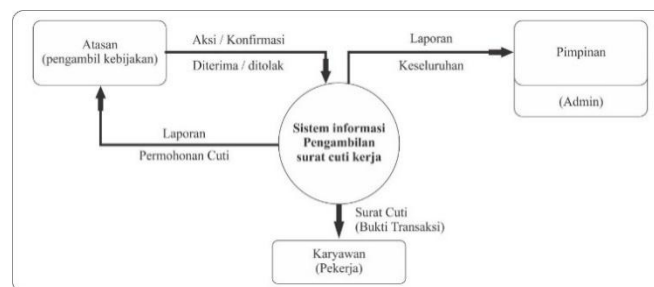 Atasan
(pengambil kebijakan)
Aksi / Konfirmasi
Diterima / ditolak
Laporan
Keseluruhan
Pimpinan
(Admin)
Laporan
Permohonan Cuti
Sistem informasi
Pengambilan
surat cuti kerja
Surat Cuti
(Bukti Transaksi)
Karyawan
(Pekerja)